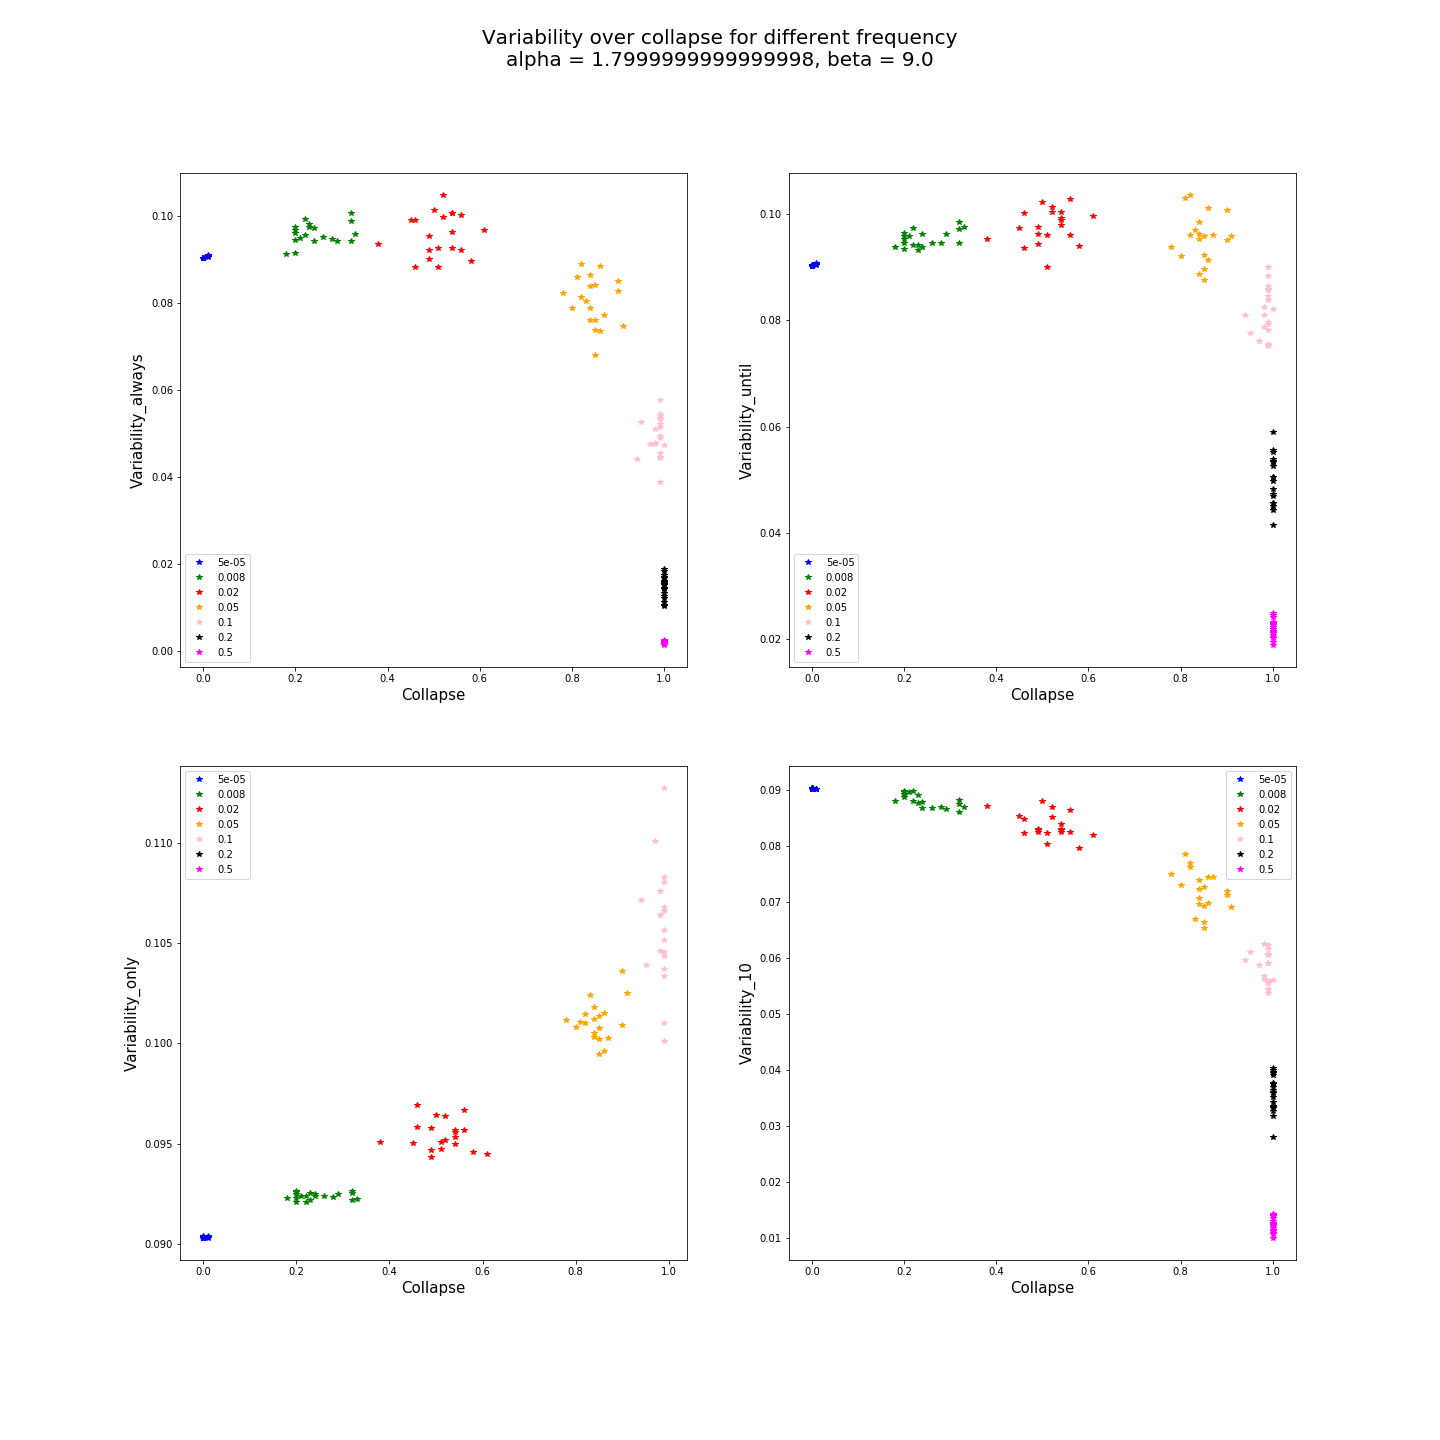 Variability over collapse for different frequency
alpha = 1.7999999999999998, beta = 9.0
0.10
0.08
0.06
0.04
0.02
0.00
Variability_always
5e-05
0.008
0.02
0.05
0.1
0.2
0.5
0.0 0.2 0.4 0.6 0.8 1.0
Collapse
0.10
0.08
0.06
0.04
0.02
Variability_until
5e-05
0.008
0.02
0.05
0.1
0.2
0.5
0.0 0.2 0.4 0.6 0.8 1.0
Collapse
0.110
0.105
0.100
0.095
0.090
Variability_only
5e-05
0.008
0.02
0.05
0.1
0.2
0.5
0.0 0.2 0.4 0.6 0.8 1.0
Collapse
0.09
0.08
0.07
0.06
0.05
0.04
0.03
0.02
0.01
Variability_10
5e-05
0.008
0.02
0.05
0.1
0.2
0.5
0.0 0.2 0.4 0.6 0.8 1.0
Collapse